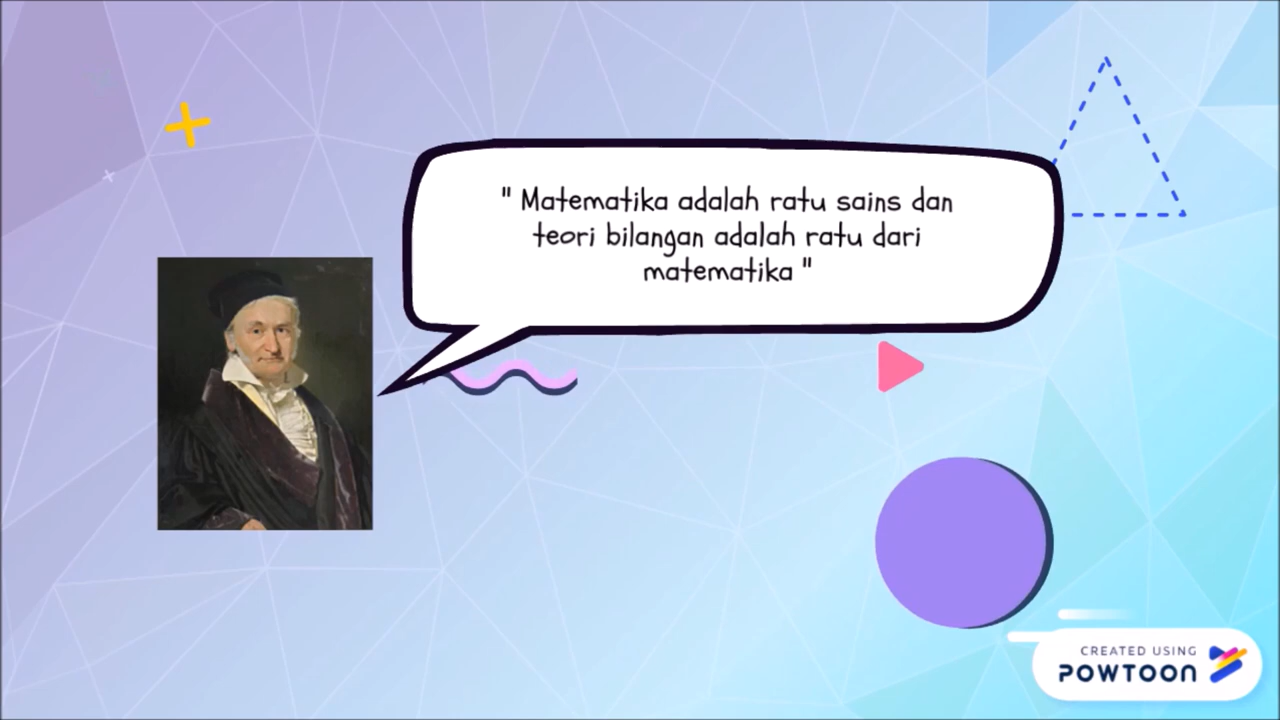 " Matematika adalah ratu sains dan
teori bilangan adalah ratu dari
matematika "
CREATED USING
POWTOON